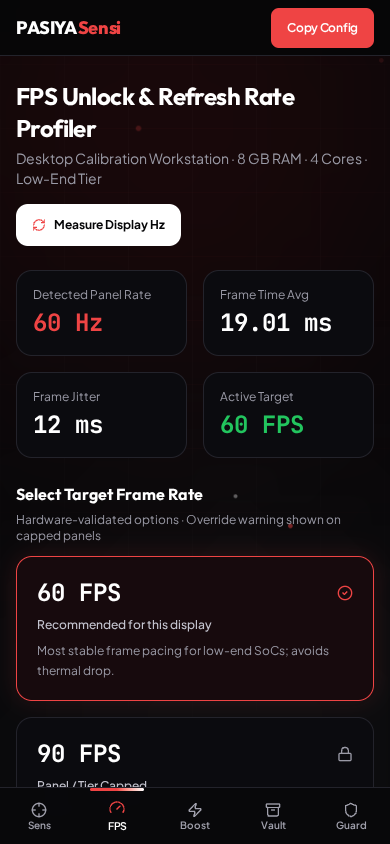 PASIYA Sensi
Copy Config
FPS Unlock & Refresh Rate
Profiler
Desktop Calibration Workstation · 8 GB RAM · 4 Cores ·
Low-End Tier
Measure Display Hz
Detected Panel Rate
60 Hz
Frame Time Avg
19.01 ms
Frame Jitter
12 ms
Active Target
60 FPS
Select Target Frame Rate
Hardware-validated options · Override warning shown on
capped panels
60 FPS
Recommended for this display
Most stable frame pacing for low-end SoCs; avoids
thermal drop.
90 FPS
Panel / Tier Capped
Sens
FPS
Boost
Vault
Guard